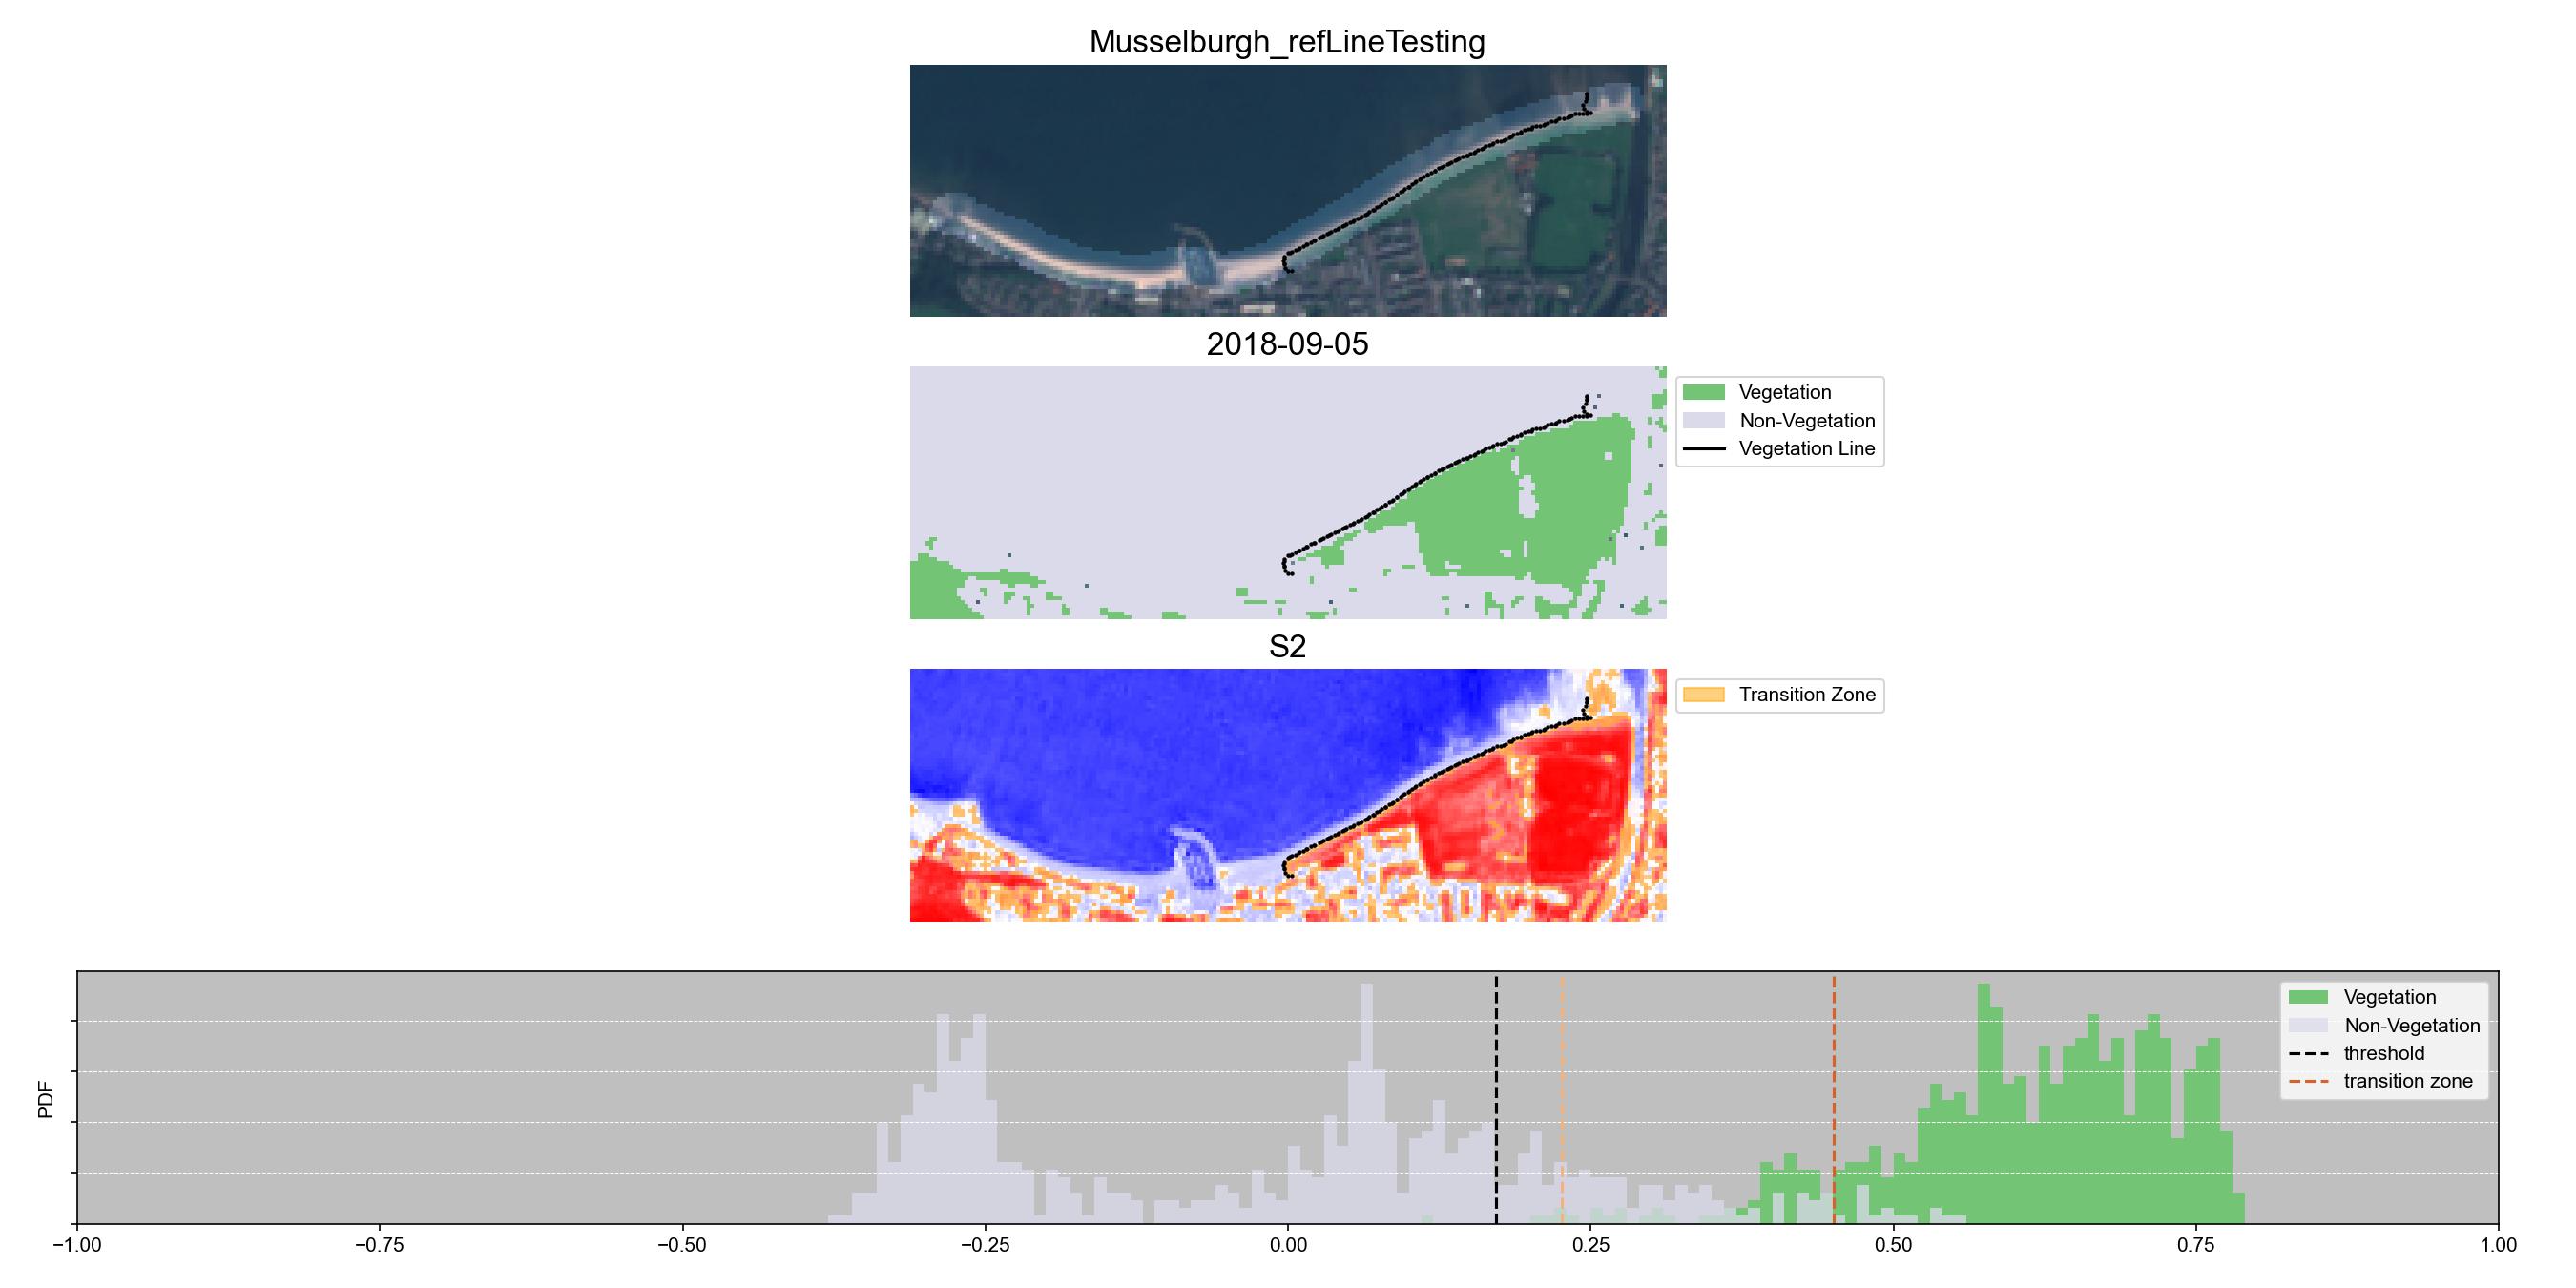 Musselburgh_refLineTesting
2018-09-05
Vegetation
Non-Vegetation
Vegetation Line
S2
Transition Zone
PDF
Vegetation
Non-Vegetation
threshold
transition zone
−1.00 −0.75 −0.50 −0.25 0.00 0.25 0.50 0.75 1.00